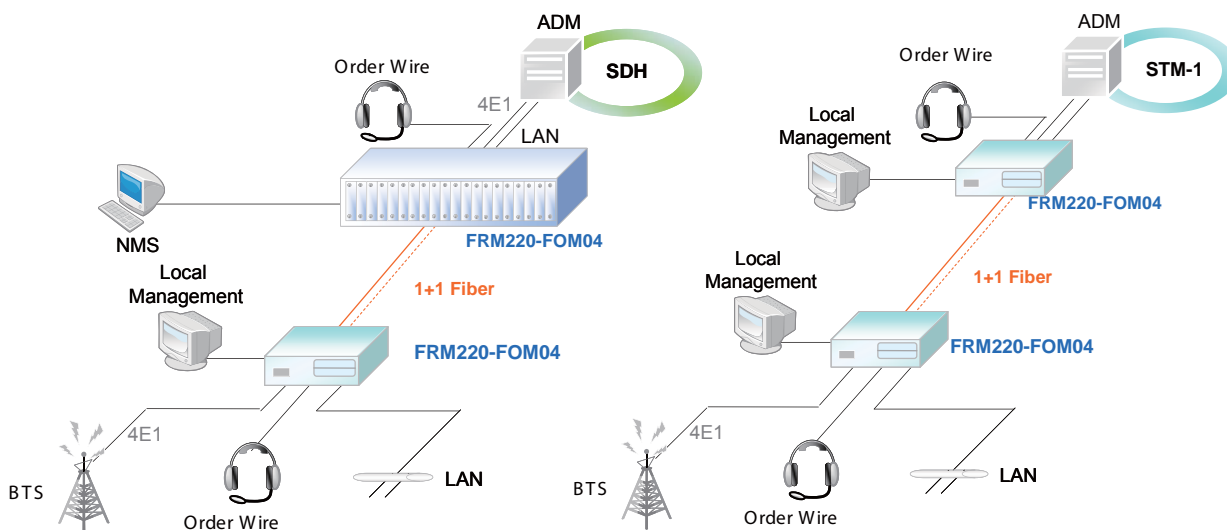 ADM
SDH
Order Wire
4E1
LAN
NMS
FRM220-FOM04
Local
Management
1+1 Fiber
FRM220-FOM04
4E1
BTS
Order Wire
LAN
ADM
STM-1
Order Wire
Local
Management
FRM220-FOM04
Local
Management
1+1 Fiber
FRM220-FOM04
4E1
BTS
Order Wire
LAN